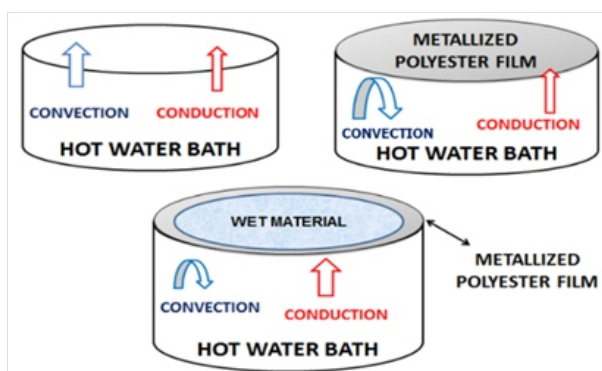 CONVECTION
CONDUCTION
HOT WATER BATH
METALLIZED
POLYESTER FILM
CONVECTION
CONDUCTION
HOT WATER BATH
WET MATERIAL
CONVECTION
CONDUCTION
HOT WATER BATH
METALLIZED
POLYESTER FILM